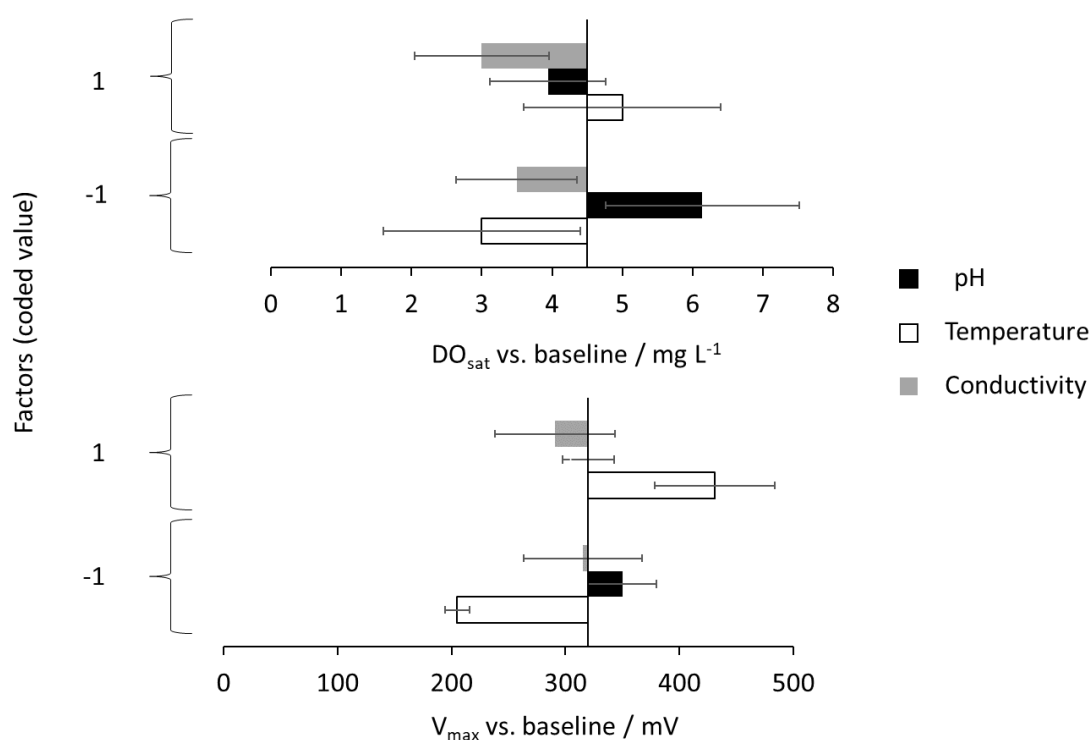 Factors (coded value)
1
-1
0 1 2 3 4 5 6 7 8
DOsat vs. baseline / mg L-1
pH
Temperature
Conductivity
1
-1
0 100 200 300 400 500
Vmax vs. baseline / mV